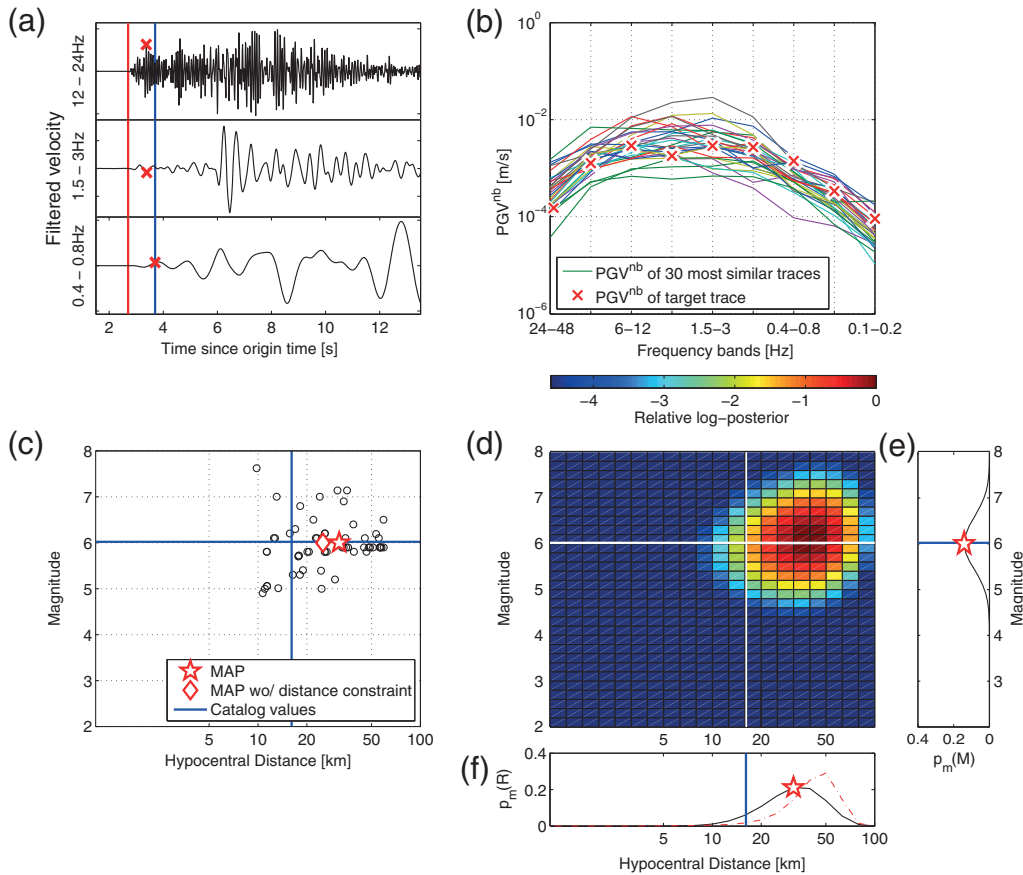 (a)
Filtered velocity
12 – 24Hz
1.5 – 3Hz
0.4 – 0.8Hz
2 4 6 8 10 12
Time since origin time [s]
(b)
PGV^nb [m/s]
10^0
10^−2
10^−4
10^−6
PGV^nb of 30 most similar traces
PGV^nb of target trace
24−48 6−12 1.5−3 0.4−0.8 0.1−0.2
Frequency bands [Hz]
−4 −3 −2 −1 0
Relative log−posterior
(c)
Magnitude
8
7
6
5
4
3
2
MAP
MAP wo/ distance constraint
Catalog values
5 10 20 50 100
Hypocentral Distance [km]
(d)
Magnitude
8
7
6
5
4
3
2
5 10 20 50
(e)
8
7
6
5
4
3
2
Magnitude
0.4 0.2 0
p_m(M)
(f)
p_m(R)
0.4
0.2
0
5 10 20 50 100
Hypocentral Distance [km]